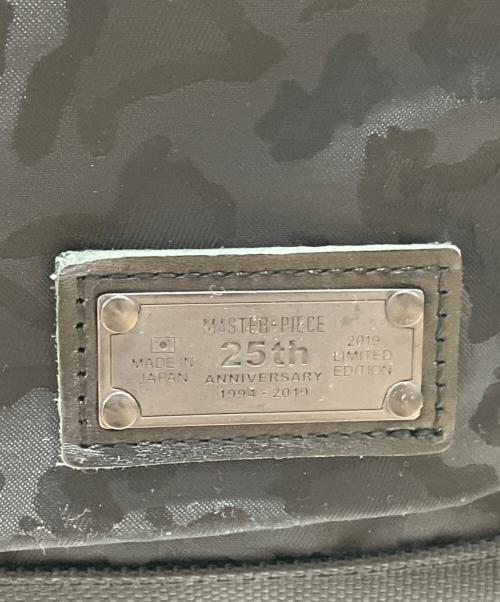 MASTER-PIECE
25th
ANNIVERSARY
1994 - 2019
MADE IN
JAPAN
2019
LIMITED
EDITION